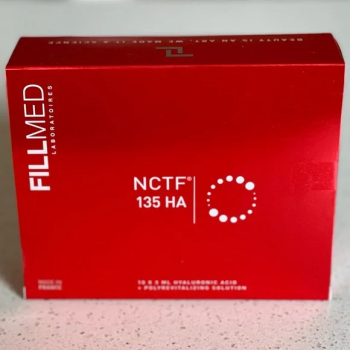 BEAUTY IS AN ART, WE MADE IT A SCIENCE
FILLMED
LABORATOIRES
NCTF®
135 HA
MADE IN
FRANCE
10 X 3 ML HYALURONIC ACID
+ POLYREVITALIZING SOLUTION